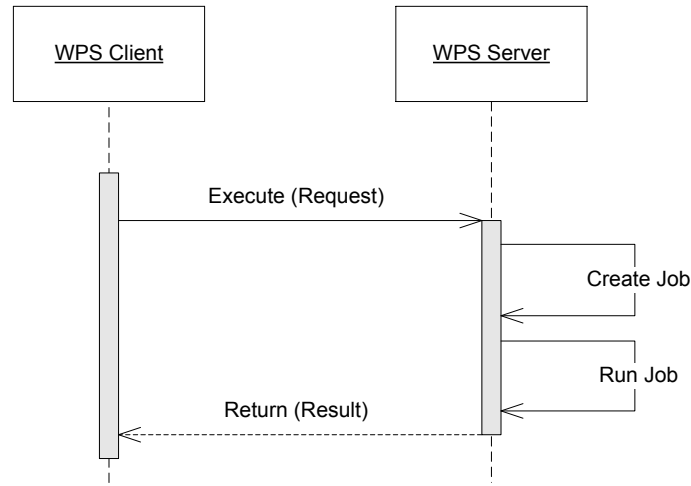 WPS Client
WPS Server
Execute (Request)
Create Job
Run Job
Return (Result)